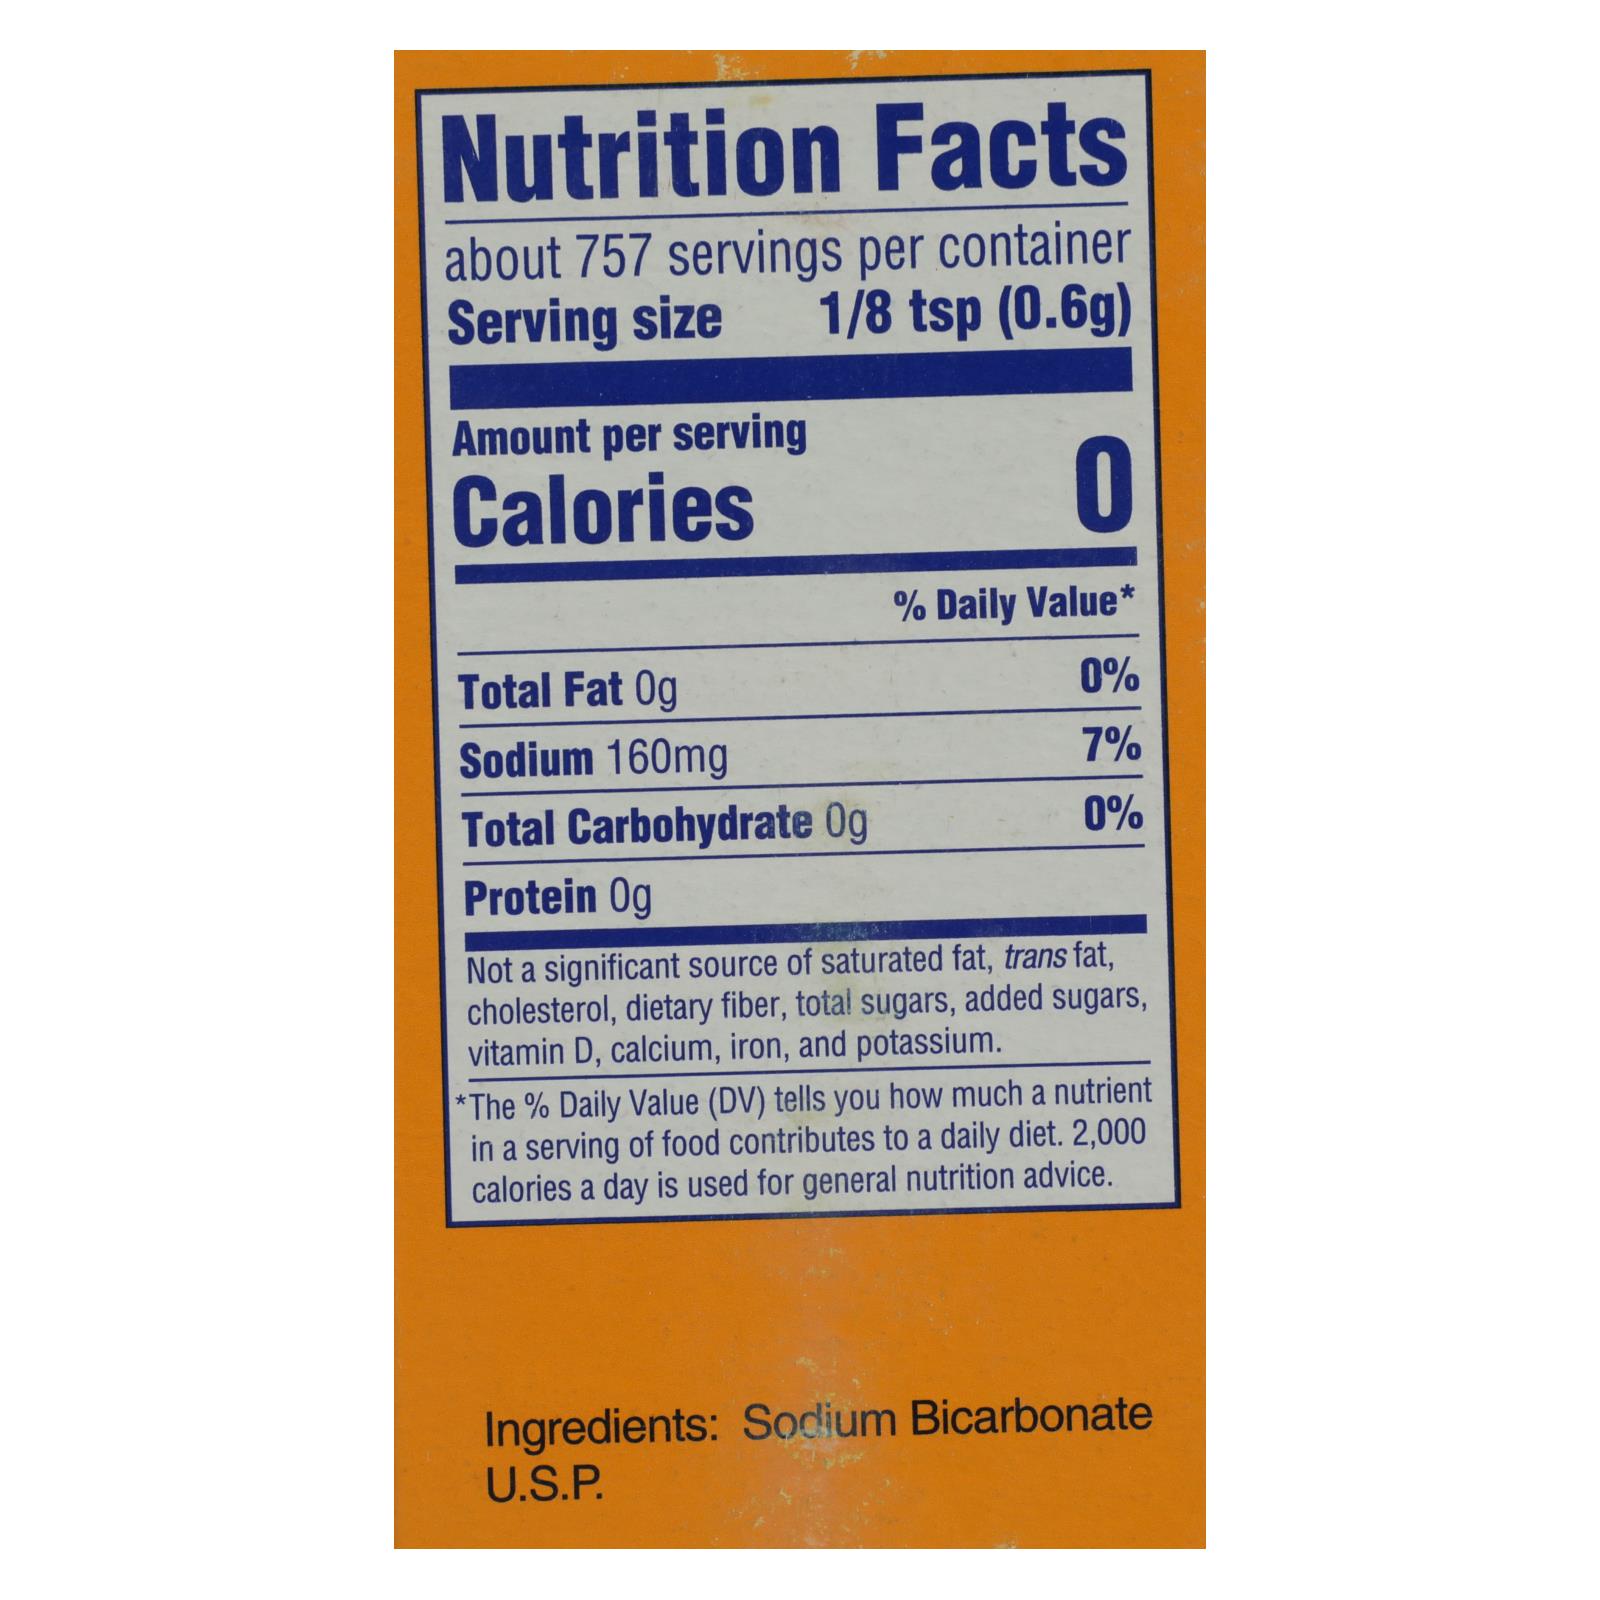 Nutrition Facts
about 757 servings per container
Serving size 1/8 tsp (0.6g)
Amount per serving
Calories 0
% Daily Value*
Total Fat 0g 0%
Sodium 160mg 7%
Total Carbohydrate 0g 0%
Protein 0g
Not a significant source of saturated fat, trans fat,
cholesterol, dietary fiber, total sugars, added sugars,
vitamin D, calcium, iron, and potassium.
*The % Daily Value (DV) tells you how much a nutrient
in a serving of food contributes to a daily diet. 2,000
calories a day is used for general nutrition advice.
Ingredients: Sodium Bicarbonate
U.S.P.